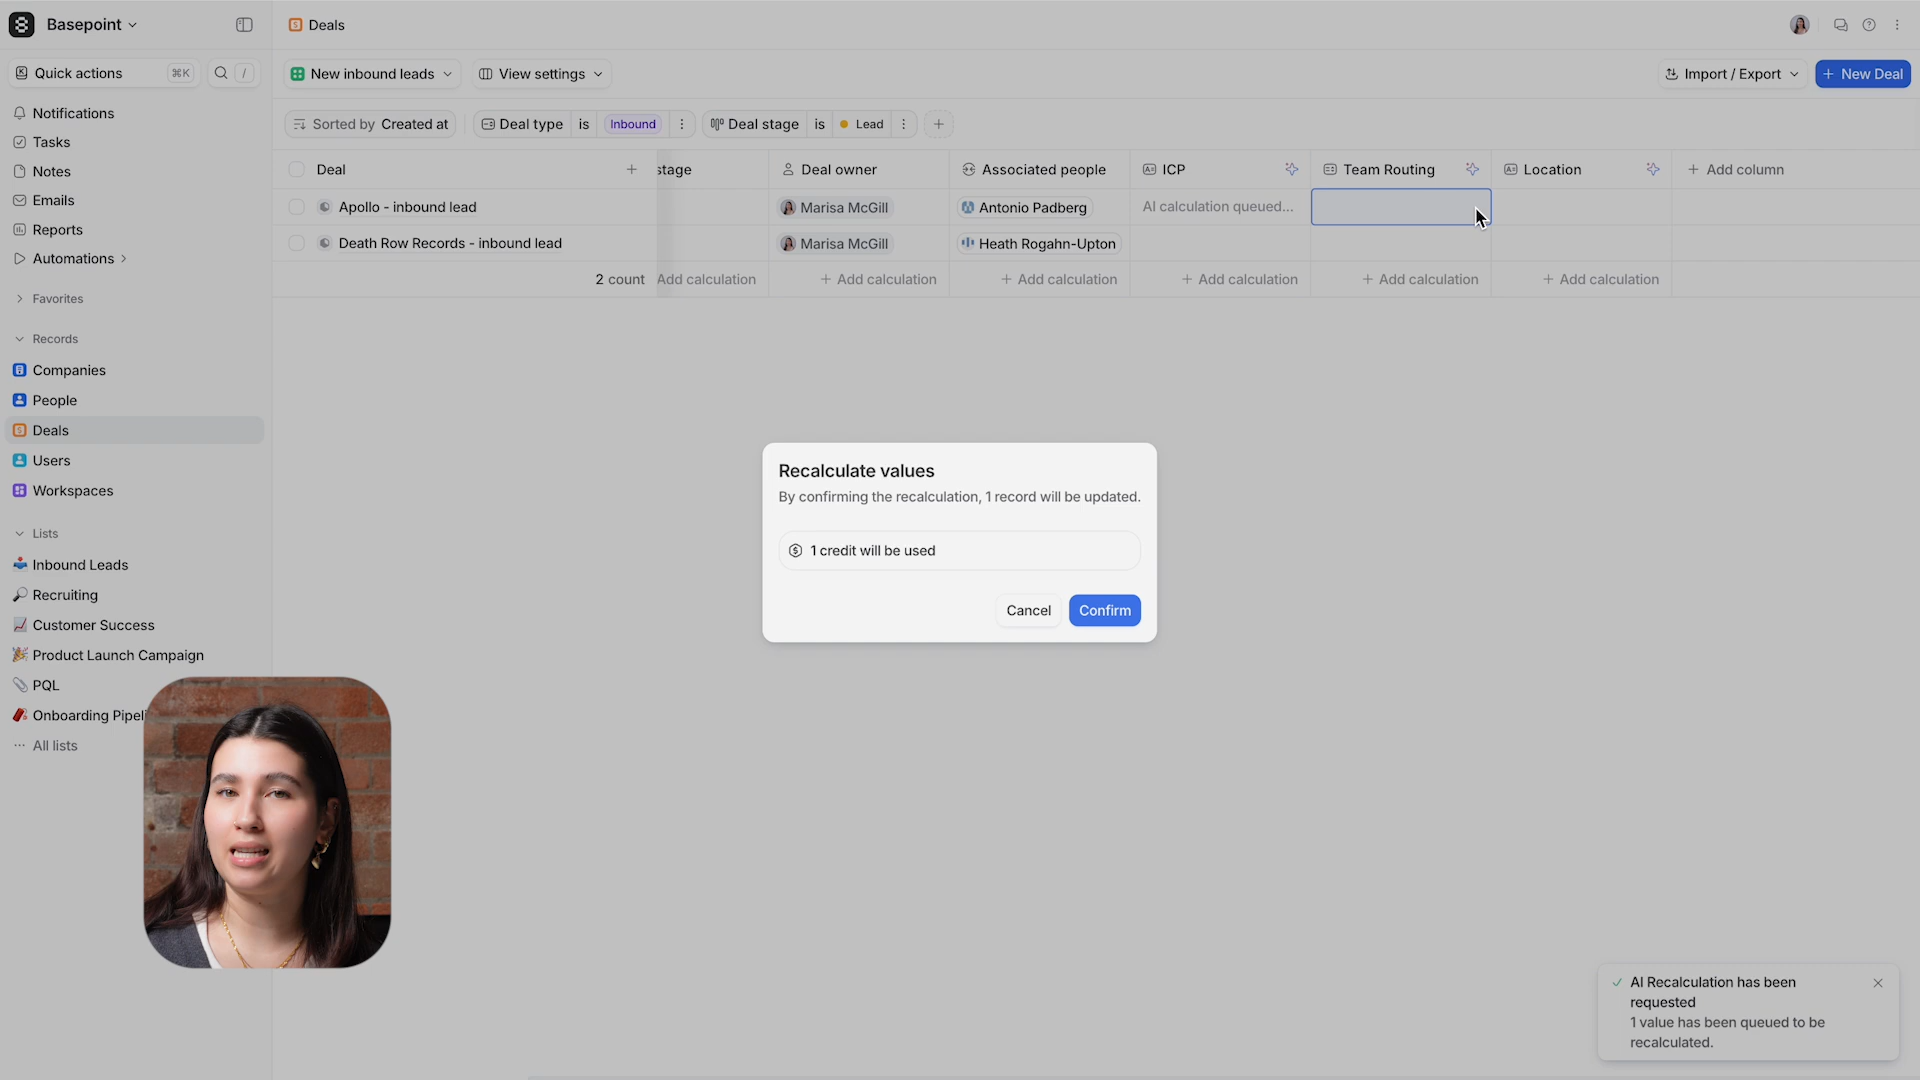 Basepoint
Deals
Quick actions ⌘K /
New inbound leads
View settings
Import / Export
+ New Deal
Notifications
Tasks
Notes
Emails
Reports
Automations
Favorites
Records
Companies
People
Deals
Users
Workspaces
Lists
Inbound Leads
Recruiting
Customer Success
Product Launch Campaign
PQL
Onboarding Pipeli
All lists
Sorted by Created at
Deal type is Inbound
Deal stage is Lead
Deal
stage
Deal owner
Associated people
ICP
Team Routing
Location
+ Add column
Apollo - inbound lead
Marisa McGill
Antonio Padberg
AI calculation queued...
Death Row Records - inbound lead
Marisa McGill
Heath Rogahn-Upton
2 count
Add calculation
+ Add calculation
+ Add calculation
+ Add calculation
+ Add calculation
+ Add calculation
Recalculate values
By confirming the recalculation, 1 record will be updated.
1 credit will be used
Cancel
Confirm
AI Recalculation has been
requested
1 value has been queued to be
recalculated.